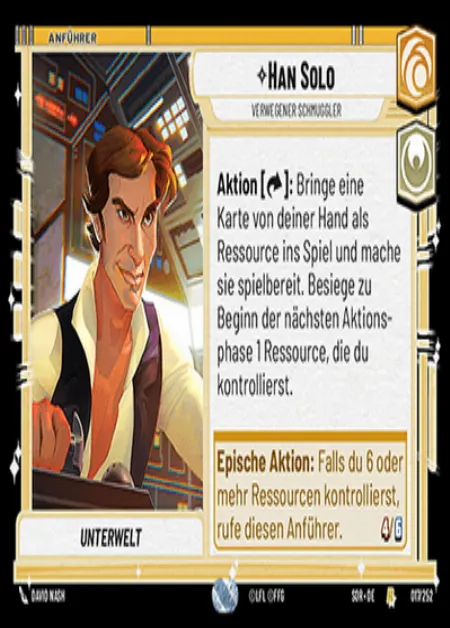 ANFÜHRER
HAN SOLO
VERWEGENER SCHMUGGLER
Aktion [ ]: Bringe eine
Karte von deiner Hand als
Ressource ins Spiel und mache
sie spielbereit. Besiege zu
Beginn der nächsten Aktions-
phase 1 Ressource, die du
kontrollierst.
Epische Aktion: Falls du 6 oder
mehr Ressourcen kontrollierst,
rufe diesen Anführer.
4/6
UNTERWELT
DAVID NASH
©LFL ©FFG
SOR • DE
017/252